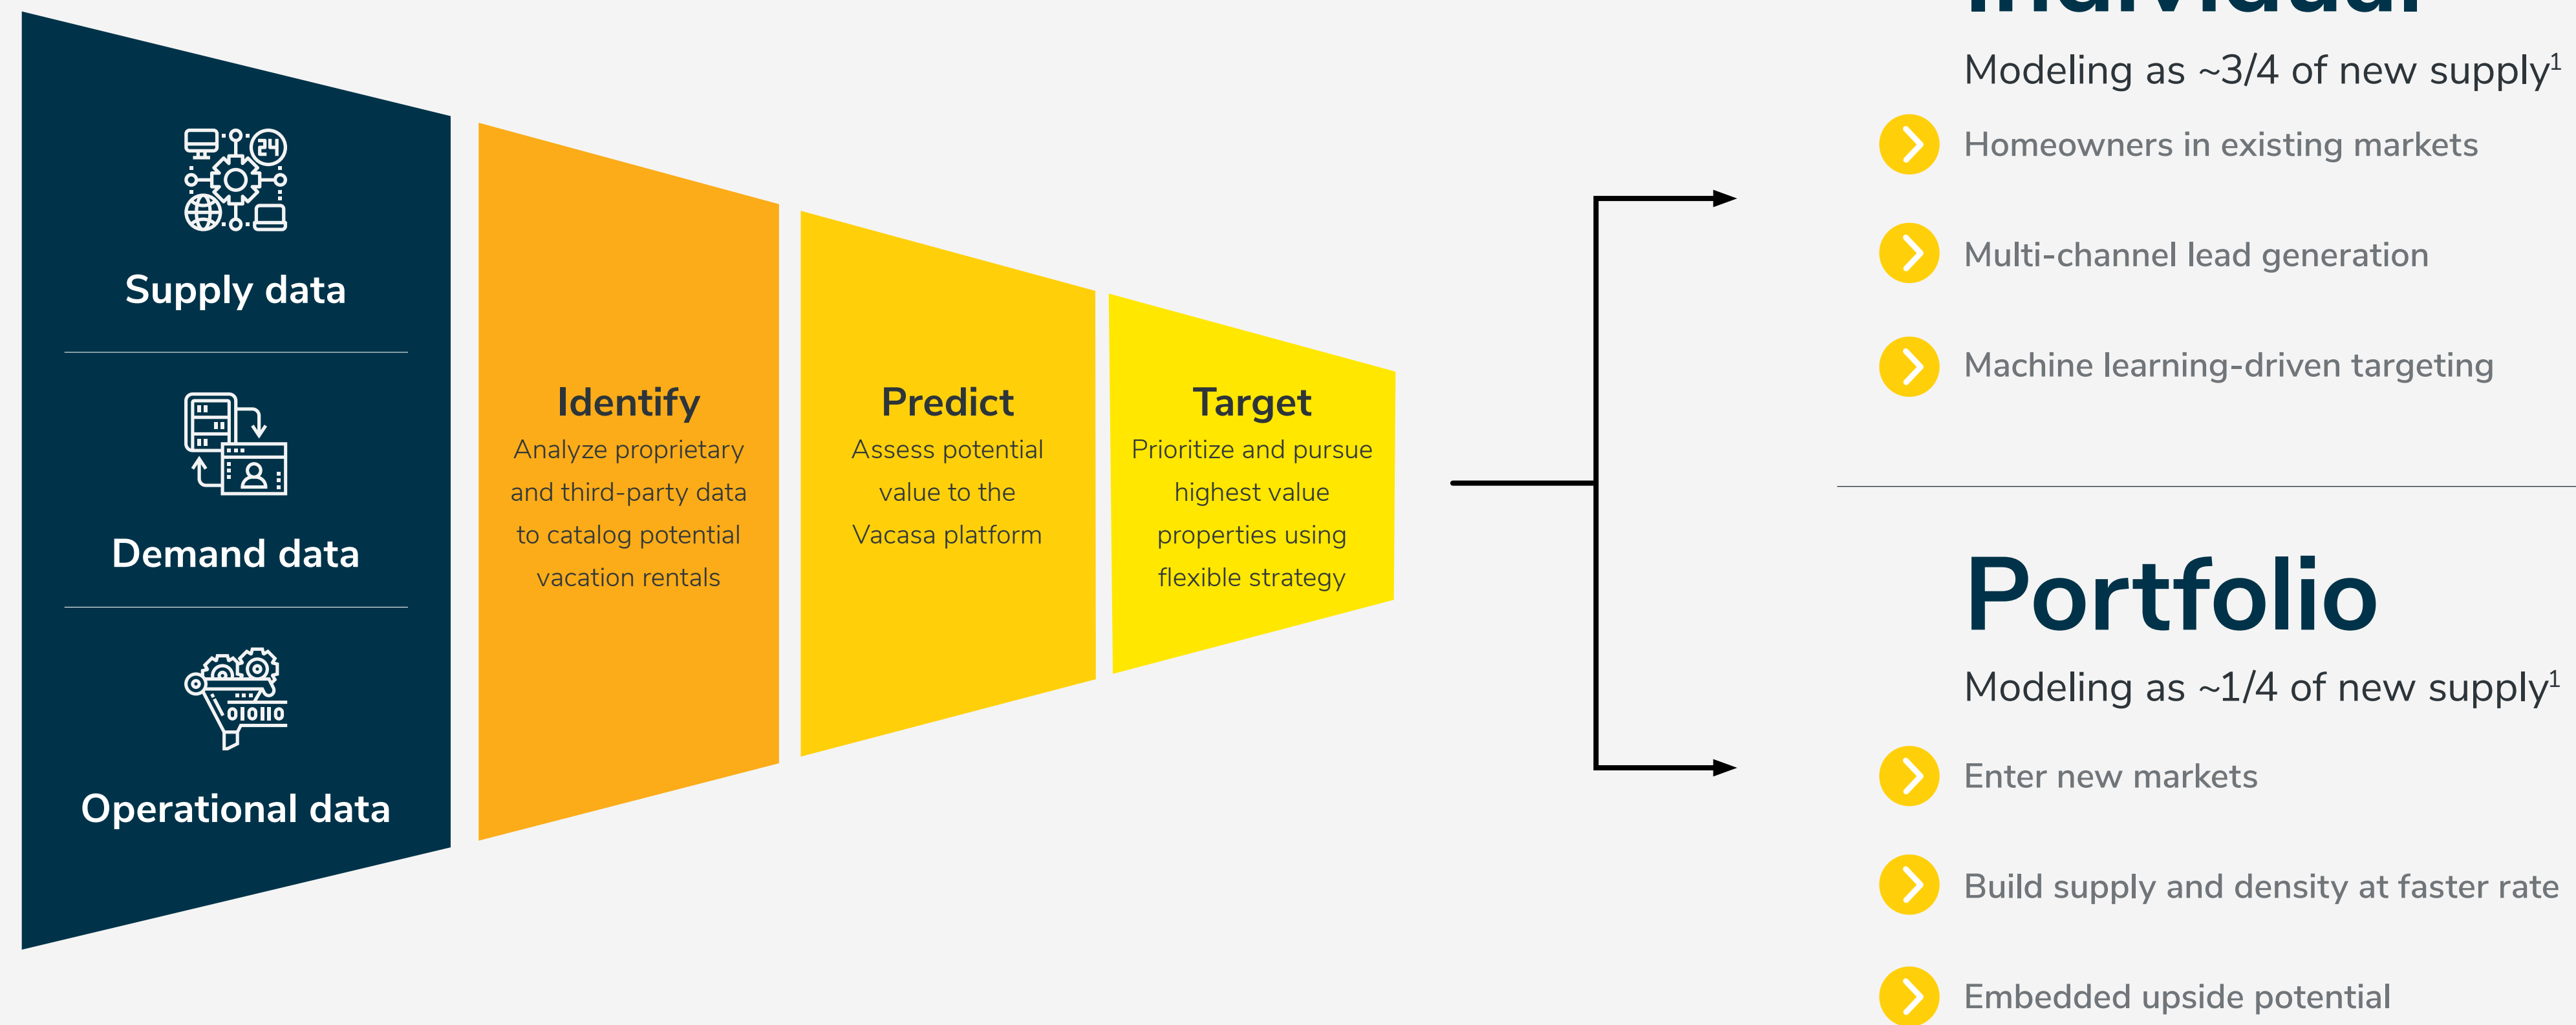 Supply data
Demand data
Operational data
Identify
Analyze proprietary
and third-party data
to catalog potential
vacation rentals
Predict
Assess potential
value to the
Vacasa platform
Target
Prioritize and pursue
highest value
properties using
flexible strategy
Individual
Modeling as ~3/4 of new supply¹
Homeowners in existing markets
Multi-channel lead generation
Machine learning-driven targeting
Portfolio
Modeling as ~1/4 of new supply¹
Enter new markets
Build supply and density at faster rate
Embedded upside potential
24
010110